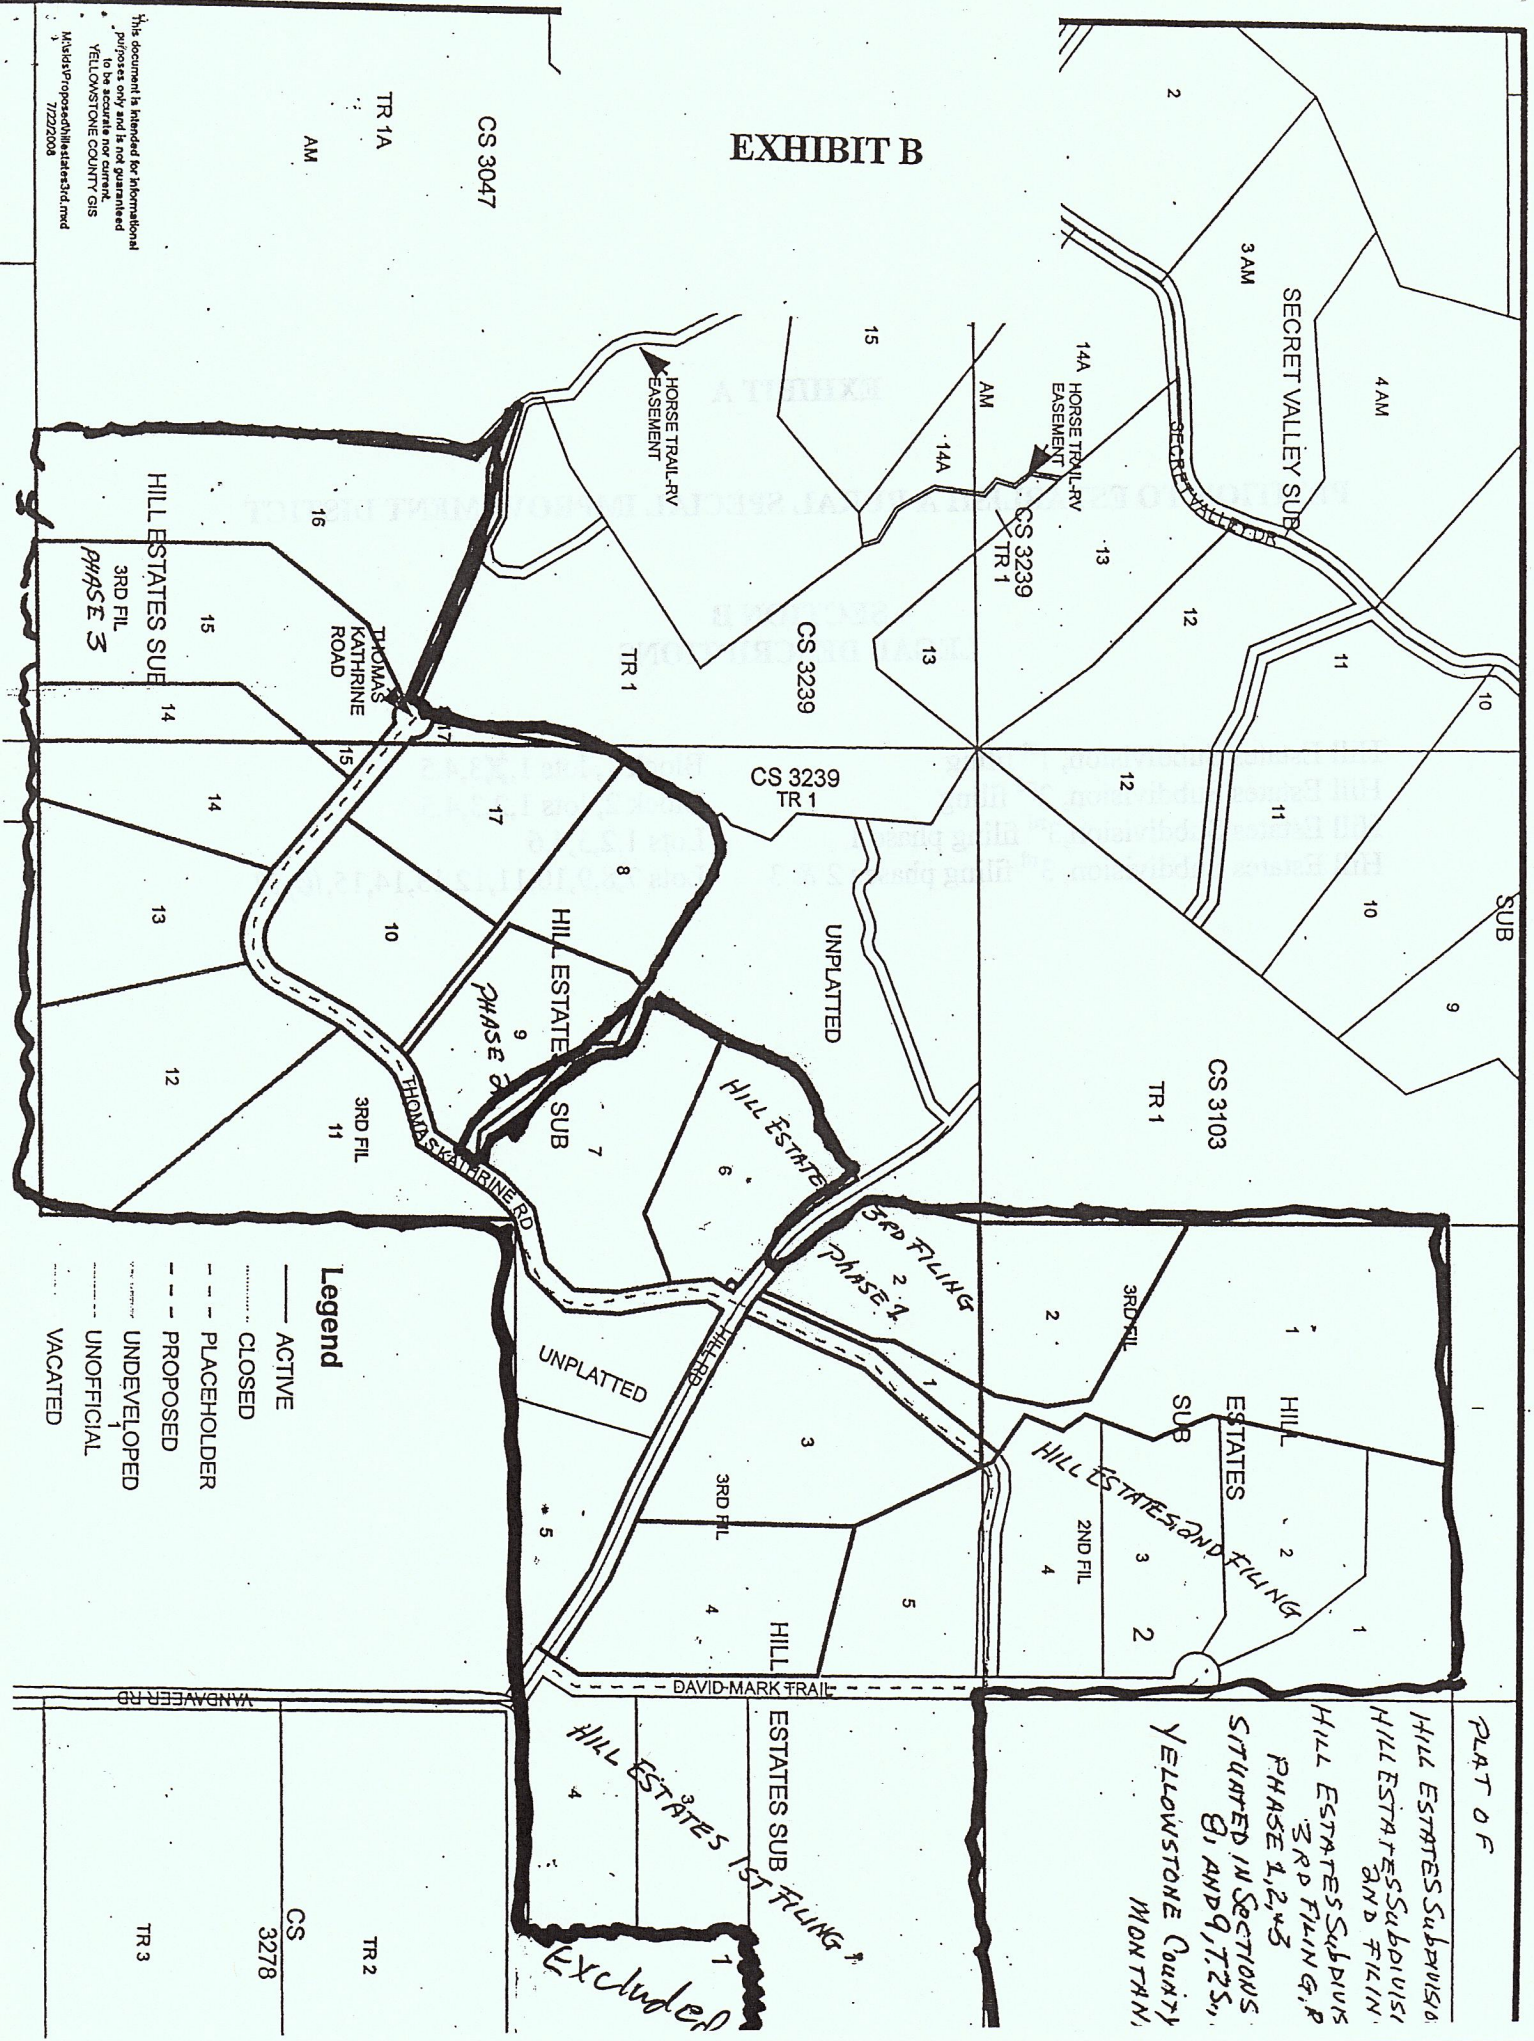 EXHIBIT B
This document is intended for informational
purposes only and is not guaranteed
to be accurate nor current.
YELLOWSTONE COUNTY GIS
7/22/2008
CS 3047
TR 1A
AM
2
3 AM
4 AM
SECRET VALLEY SUB
SECRET VALLEY DR
SUB
14A
HORSE TRAIL-RV
EASEMENT
15
AM
14A
HORSE TRAIL-RV
EASEMENT
13
12
11
10
CS 3239
TR 1
13
CS 3239
TR 1
CS 3239
TR 1
12
11
10
9
UNPLATTED
CS 3103
TR 1
HILL ESTATES SUB
3RD FIL
PHASE 3
16
15
14
THOMAS
KATHRINE
ROAD
17
15
14
17
8
13
10
HILL ESTATES SUB
9
PHASE 2
12
3RD FIL
11
THOMAS KATHRINE RD
7
6
HILL ESTATE
3RD FILING
2
PHASE 1
3RD FIL
2
1
1
HILL
ESTATES
SUB
HILL ESTATES, 2ND FILING
2ND FIL
4
3
2
2
1
HILL RD
UNPLATTED
5
3
3RD FIL
4
5
HILL
ESTATES SUB
DAVID MARK TRAIL
VANDAVEER RD
HILL ESTATES 1ST FILING
4
3
1
Excluded
CS
3278
TR 2
TR 3
Legend
ACTIVE
CLOSED
PLACEHOLDER
PROPOSED
UNDEVELOPED
UNOFFICIAL
VACATED
PLAT OF
HILL ESTATES SUBDIVISIO
HILL ESTATES SUBDIVISI
2ND FILIN
HILL ESTATES SUBDIVIS
3RD FILING, P
PHASE 1,2,+3
SITUATED IN SECTIONS
8, AND 9, T.2S.,
YELLOWSTONE COUNTY
MONTAN